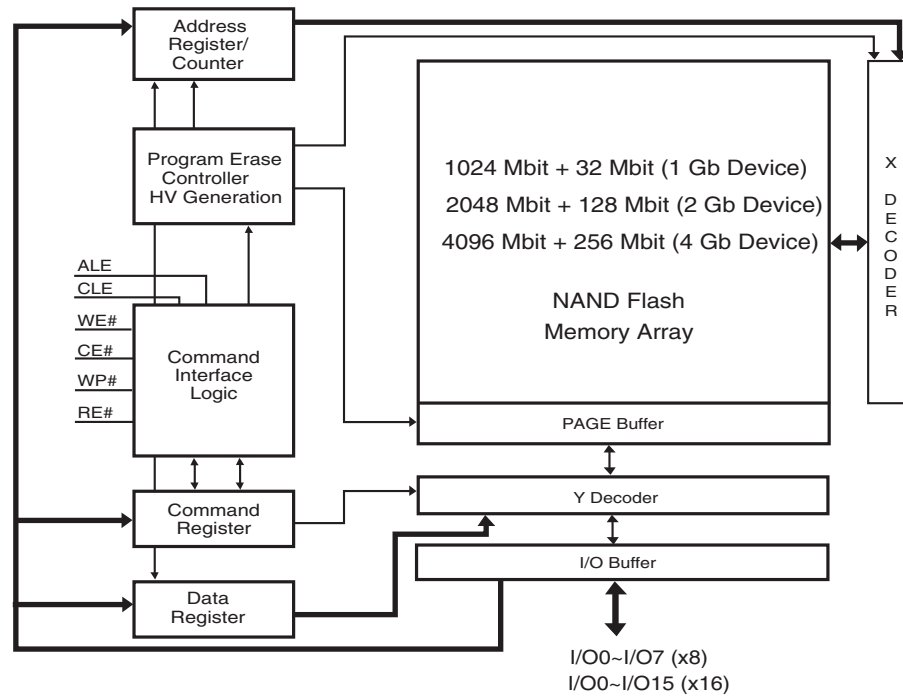 Address
Register/
Counter
Program Erase
Controller
HV Generation
1024 Mbit + 32 Mbit (1 Gb Device)
2048 Mbit + 128 Mbit (2 Gb Device)
4096 Mbit + 256 Mbit (4 Gb Device)
NAND Flash
Memory Array
X
DECODER
ALE
CLE
WE#
CE#
WP#
RE#
Command
Interface
Logic
PAGE Buffer
Command
Register
Y Decoder
I/O Buffer
Data
Register
I/O0~I/O7 (x8)
I/O0~I/O15 (x16)